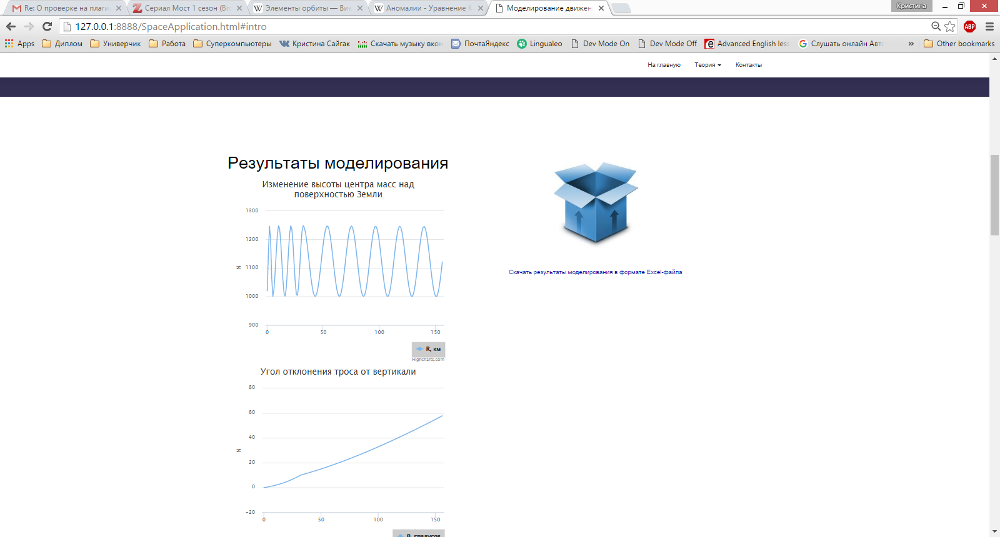 Re: О проверке на плаги
Сериал Мост 1 сезон (Bro
Элементы орбиты — Вик
Аномалии - Уравнение К
Моделирование движен
Кристина
127.0.0.1:8888/SpaceApplication.html#intro
ABP
Apps
Диплом
Универчик
Работа
Суперкомпьютеры
Кристина Сайгак
Скачать музыку вкон
ПочтаЯндекс
Lingualeo
Dev Mode On
Dev Mode Off
Advanced English less
Слушать онлайн Авто
»
Other bookmarks
На главную
Теория
Контакты
Результаты моделирования
Изменение высоты центра масс над
поверхностью Земли
1300
1200
1100
1000
900
N
0
50
100
150
R, км
Highcharts.com
Скачать результаты моделирования в формате Excel-файла
Угол отклонения троса от вертикали
80
60
40
20
0
-20
N
0
50
100
150
θ, градусов